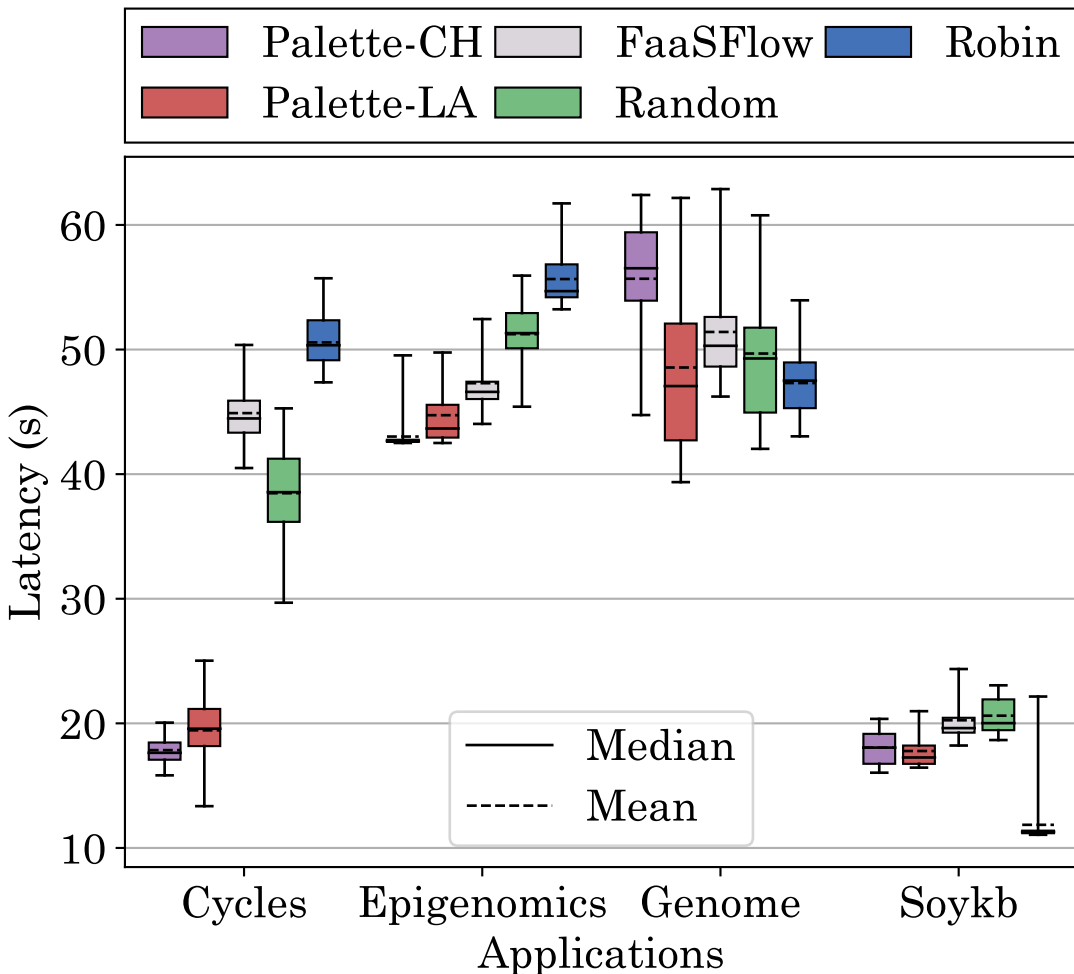 Palette-CH FaaSFlow Robin
Palette-LA Random
60
50
40
30
20
10
Latency (s)
Median
Mean
Cycles Epigenomics Genome Soykb
Applications